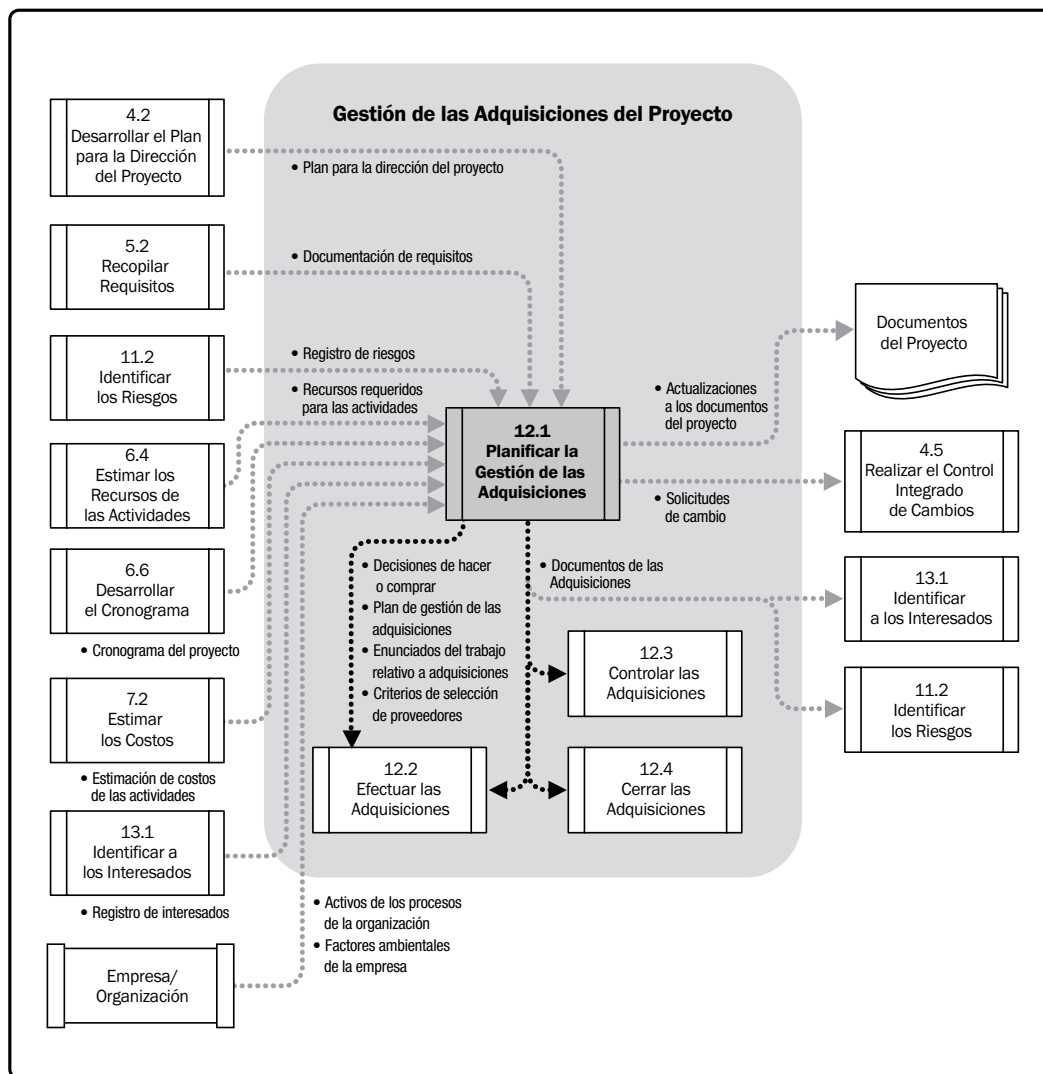 Gestión de las Adquisiciones del Proyecto
4.2
Desarrollar el Plan
para la Dirección
del Proyecto
• Plan para la dirección del proyecto
5.2
Recopilar
Requisitos
• Documentación de requisitos
11.2
Identificar
los Riesgos
• Registro de riesgos
• Recursos requeridos
para las actividades
6.4
Estimar los
Recursos de
las Actividades
6.6
Desarrollar
el Cronograma
• Cronograma del proyecto
7.2
Estimar
los Costos
• Estimación de costos
de las actividades
13.1
Identificar a
los Interesados
• Registro de interesados
Empresa/
Organización
• Activos de los procesos
de la organización
• Factores ambientales
de la empresa
12.1
Planificar la
Gestión de las
Adquisiciones
• Decisiones de hacer
o comprar
• Plan de gestión de las
adquisiciones
• Enunciados del trabajo
relativo a adquisiciones
• Criterios de selección
de proveedores
12.2
Efectuar las
Adquisiciones
• Documentos de las
Adquisiciones
12.3
Controlar las
Adquisiciones
12.4
Cerrar las
Adquisiciones
• Actualizaciones
a los documentos
del proyecto
• Solicitudes
de cambio
Documentos
del Proyecto
4.5
Realizar el Control
Integrado
de Cambios
13.1
Identificar
a los Interesados
11.2
Identificar
los Riesgos